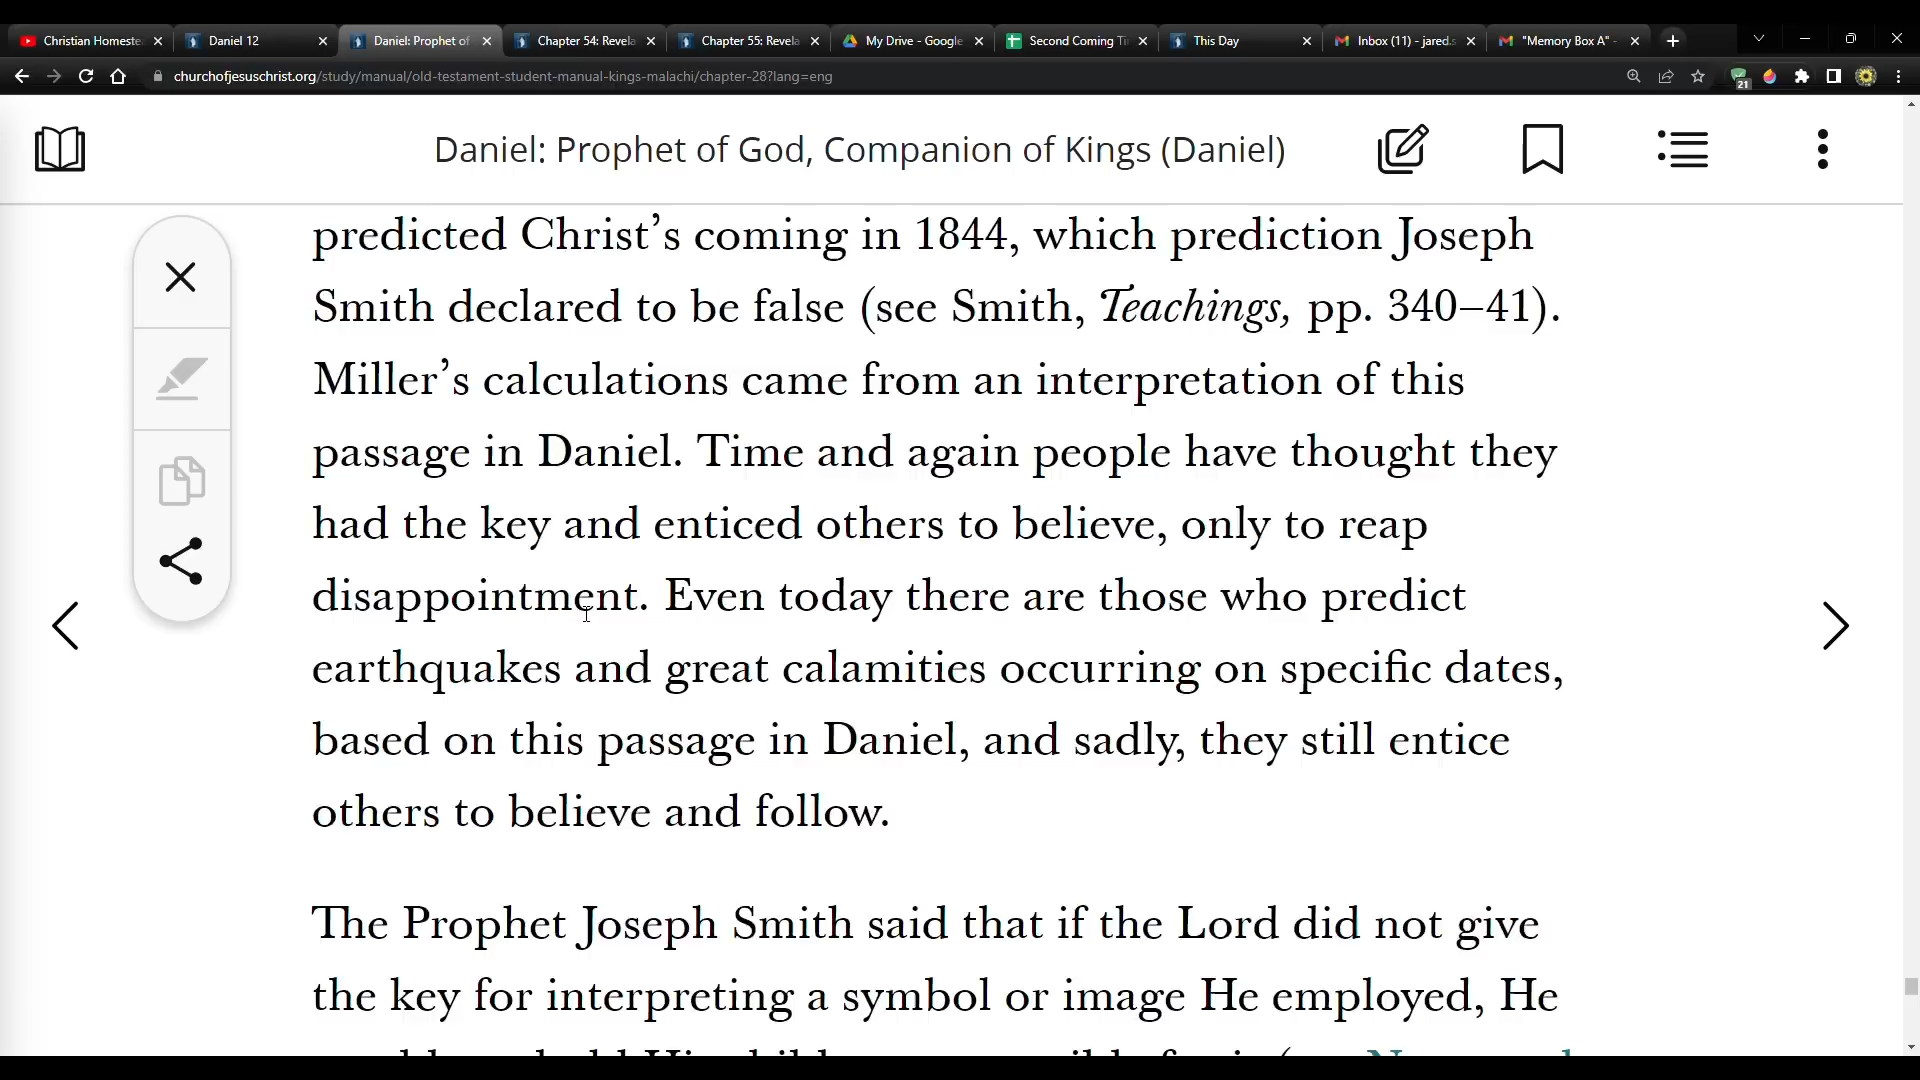 Christian Homeste
Daniel 12
Daniel: Prophet of
Chapter 54: Revela
Chapter 55: Revela
My Drive - Google
Second Coming Ti
This Day
Inbox (11) - jared.s
"Memory Box A" -
churchofjesuschrist.org/study/manual/old-testament-student-manual-kings-malachi/chapter-28?lang=eng
21
Daniel: Prophet of God, Companion of Kings (Daniel)
predicted Christ’s coming in 1844, which prediction Joseph
Smith declared to be false (see Smith, Teachings, pp. 340–41).
Miller’s calculations came from an interpretation of this
passage in Daniel. Time and again people have thought they
had the key and enticed others to believe, only to reap
disappointment. Even today there are those who predict
earthquakes and great calamities occurring on specific dates,
based on this passage in Daniel, and sadly, they still entice
others to believe and follow.
The Prophet Joseph Smith said that if the Lord did not give
the key for interpreting a symbol or image He employed, He